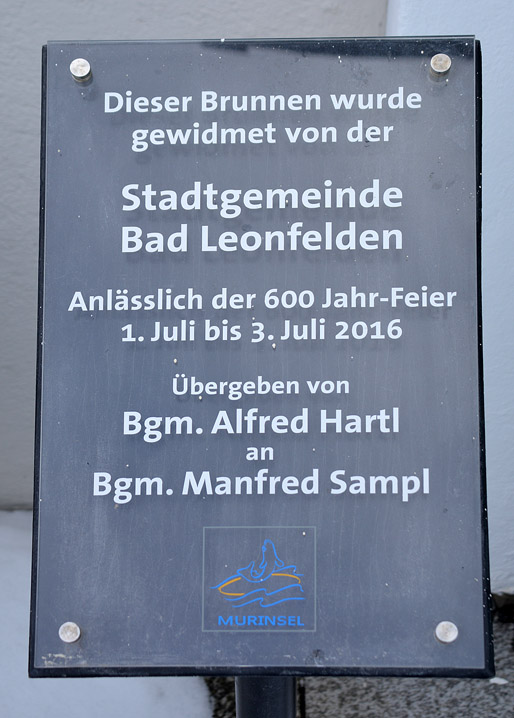 Dieser Brunnen wurde
gewidmet von der
Stadtgemeinde
Bad Leonfelden
Anlässlich der 600 Jahr-Feier
1. Juli bis 3. Juli 2016
Übergeben von
Bgm. Alfred Hartl
an
Bgm. Manfred Sampl
MURINSEL